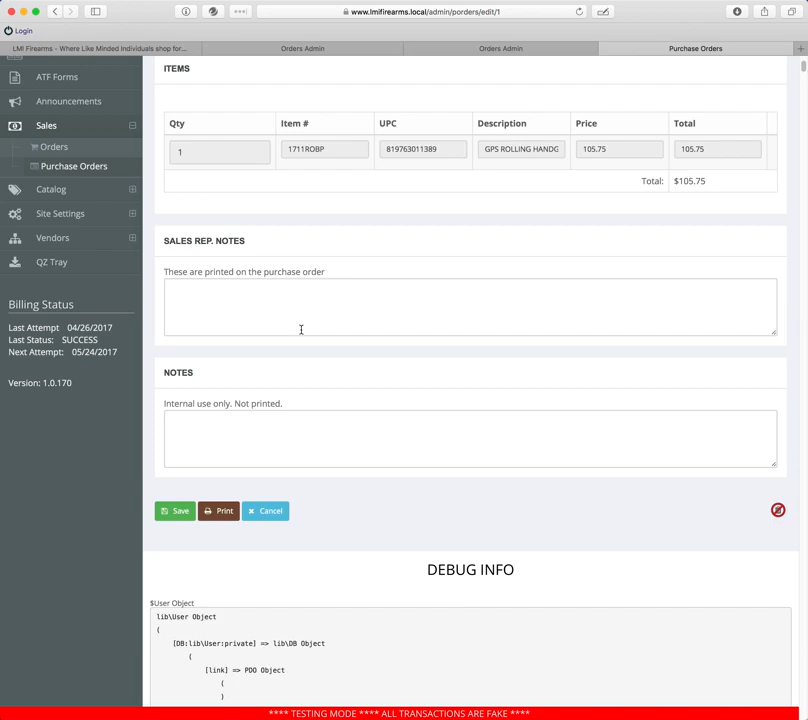 www.lmifirearms.local/admin/porders/edit/1
Login
LMI Firearms - Where Like Minded Individuals shop for... Orders Admin Orders Admin Purchase Orders
ATF Forms
Announcements
Sales
Orders
Purchase Orders
Catalog
Site Settings
Vendors
QZ Tray
Billing Status
Last Attempt 04/26/2017
Last Status: SUCCESS
Next Attempt: 05/24/2017
Version: 1.0.170
ITEMS
Qty Item # UPC Description Price Total
1 1711ROBP 819763011389 GPS ROLLING HANDG 105.75 105.75
Total: $105.75
SALES REP. NOTES
These are printed on the purchase order
NOTES
Internal use only. Not printed.
Save Print Cancel
DEBUG INFO
$User Object
lib\User Object
(
[DB:lib\User:private] => lib\DB Object
(
[link] => PDO Object
(
)
**** TESTING MODE **** ALL TRANSACTIONS ARE FAKE ****